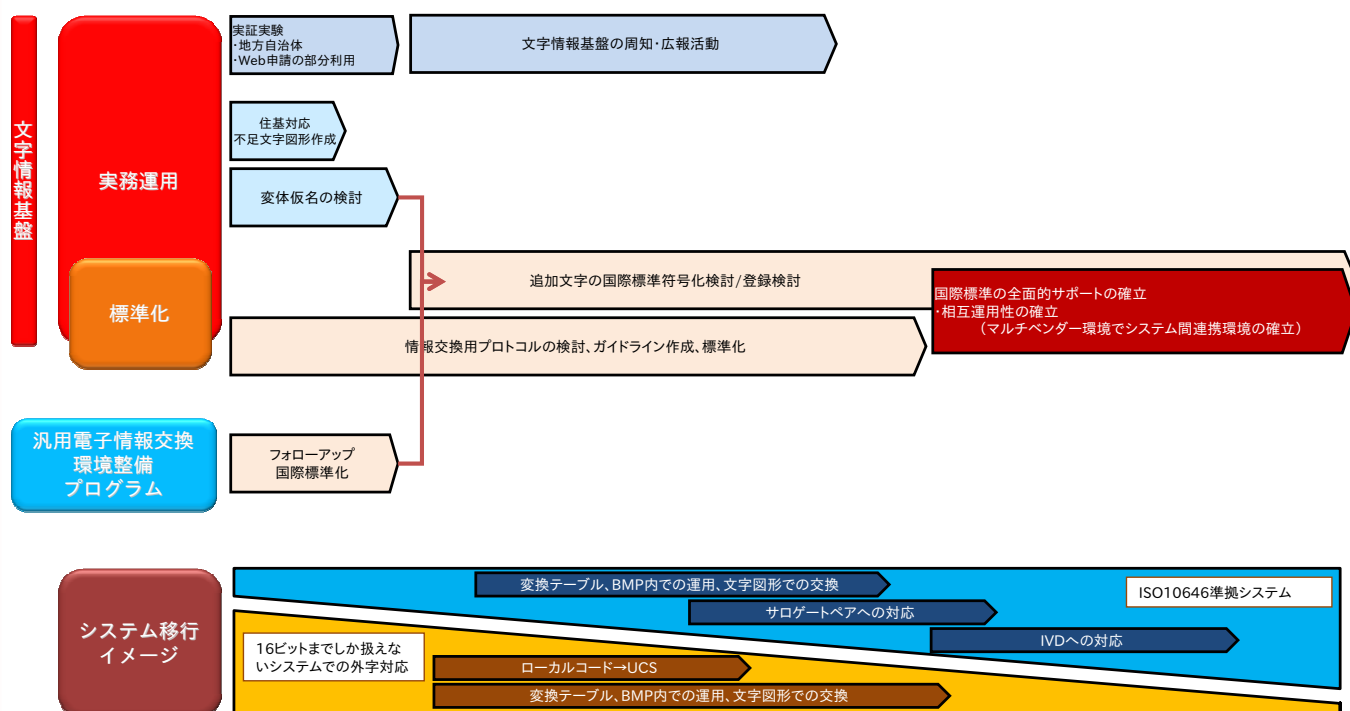 文字情報基盤
実務運用
標準化
実証実験
・地方自治体
・Web申請の部分利用
文字情報基盤の周知・広報活動
住基対応
不足文字図形作成
変体仮名の検討
追加文字の国際標準符号化検討/登録検討
国際標準の全面的サポートの確立
・相互運用性の確立
（マルチベンダー環境でシステム間連携環境の確立）
情報交換用プロトコルの検討、ガイドライン作成、標準化
汎用電子情報交換
環境整備
プログラム
フォローアップ
国際標準化
システム移行
イメージ
変換テーブル、BMP内での運用、文字図形での交換
ISO10646準拠システム
サロゲートペアへの対応
IVDへの対応
16ビットまでしか扱えな
いシステムでの外字対応
ローカルコード→UCS
変換テーブル、BMP内での運用、文字図形での交換